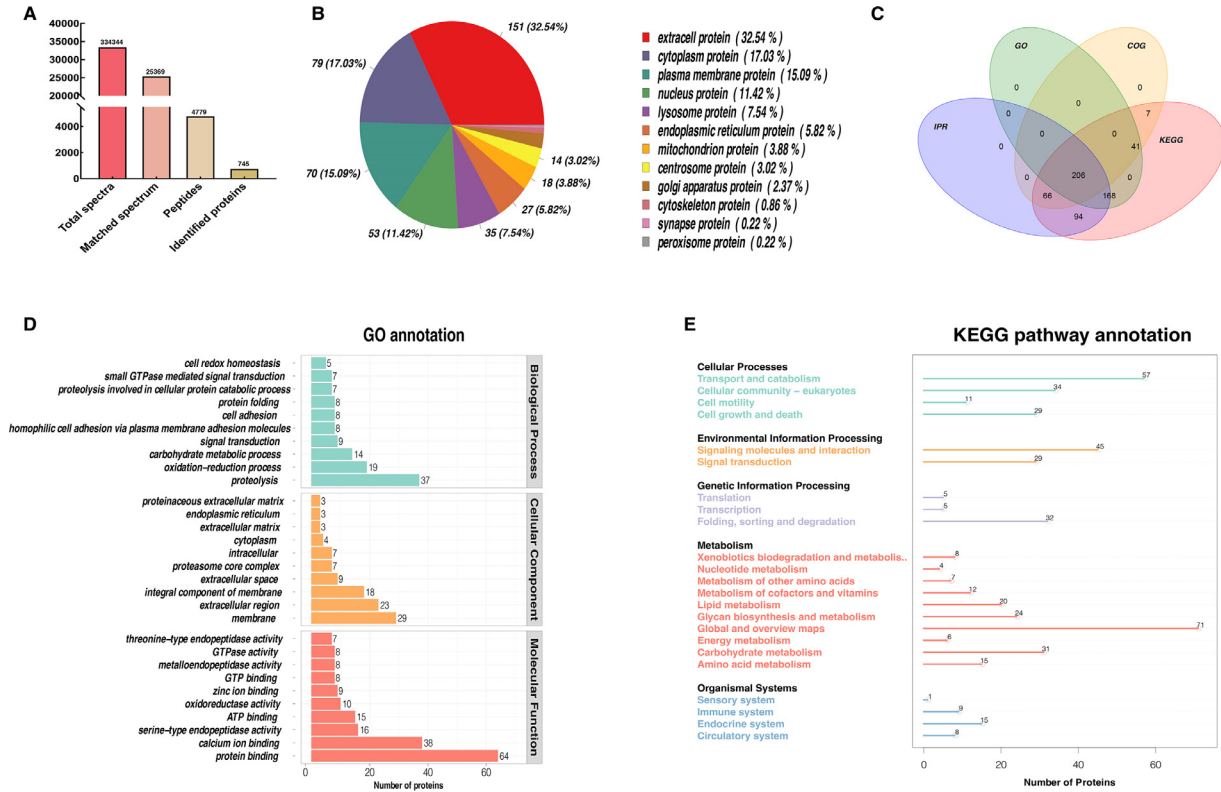 A
40000
35000
30000
25000
20000
4000
2000
0
334344
25369
4779
745
Total spectra
Matched spectrum
Peptides
Identified proteins
B
151 (32.54%)
79 (17.03%)
70 (15.09%)
53 (11.42%)
35 (7.54%)
27 (5.82%)
18 (3.88%)
14 (3.02%)
extracell protein ( 32.54 % )
cytoplasm protein ( 17.03 % )
plasma membrane protein ( 15.09 % )
nucleus protein ( 11.42 % )
lysosome protein ( 7.54 % )
endoplasmic reticulum protein ( 5.82 % )
mitochondrion protein ( 3.88 % )
centrosome protein ( 3.02 % )
golgi apparatus protein ( 2.37 % )
cytoskeleton protein ( 0.86 % )
synapse protein ( 0.22 % )
peroxisome protein ( 0.22 % )
C
GO
COG
IPR
KEGG
0
0
0
0
7
0
0
0
41
206
0
0
66
168
94
D
GO annotation
cell redox homeostasis 5
small GTPase mediated signal transduction 7
proteolysis involved in cellular protein catabolic process 7
protein folding 8
cell adhesion 8
homophilic cell adhesion via plasma membrane adhesion molecules 8
signal transduction 9
carbohydrate metabolic process 14
oxidation-reduction process 19
proteolysis 37
Biological Process
proteinaceous extracellular matrix 3
endoplasmic reticulum 3
extracellular matrix 3
cytoplasm 4
intracellular 7
proteasome core complex 7
extracellular space 9
integral component of membrane 18
extracellular region 23
membrane 29
Cellular Component
threonine-type endopeptidase activity 7
GTPase activity 8
metalloendopeptidase activity 8
GTP binding 8
zinc ion binding 9
oxidoreductase activity 10
ATP binding 15
serine-type endopeptidase activity 16
calcium ion binding 38
protein binding 64
Molecular Function
0 20 40 60
Number of proteins
E
KEGG pathway annotation
Cellular Processes
Transport and catabolism 57
Cellular community – eukaryotes 34
Cell motility 11
Cell growth and death 29
Environmental Information Processing
Signaling molecules and interaction 45
Signal transduction 29
Genetic Information Processing
Translation 5
Transcription 5
Folding, sorting and degradation 32
Metabolism
Xenobiotics biodegradation and metabolis.. 8
Nucleotide metabolism 4
Metabolism of other amino acids 7
Metabolism of cofactors and vitamins 12
Lipid metabolism 20
Glycan biosynthesis and metabolism 24
Global and overview maps 71
Energy metabolism 6
Carbohydrate metabolism 31
Amino acid metabolism 15
Organismal Systems
Sensory system 1
Immune system 9
Endocrine system 15
Circulatory system 8
0 20 40 60
Number of Proteins